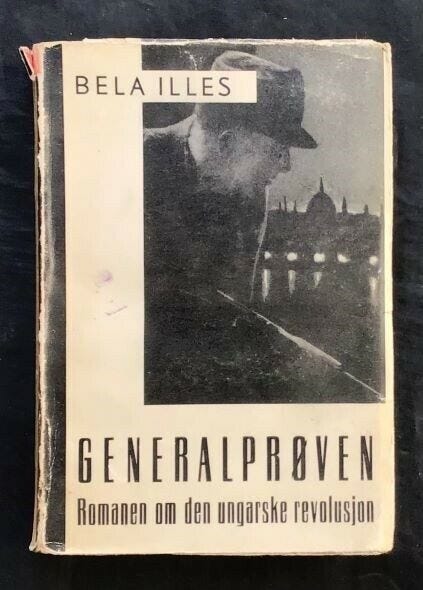 BELA ILLES
GENERALPRØVEN
Romanen om den ungarske revolusjon